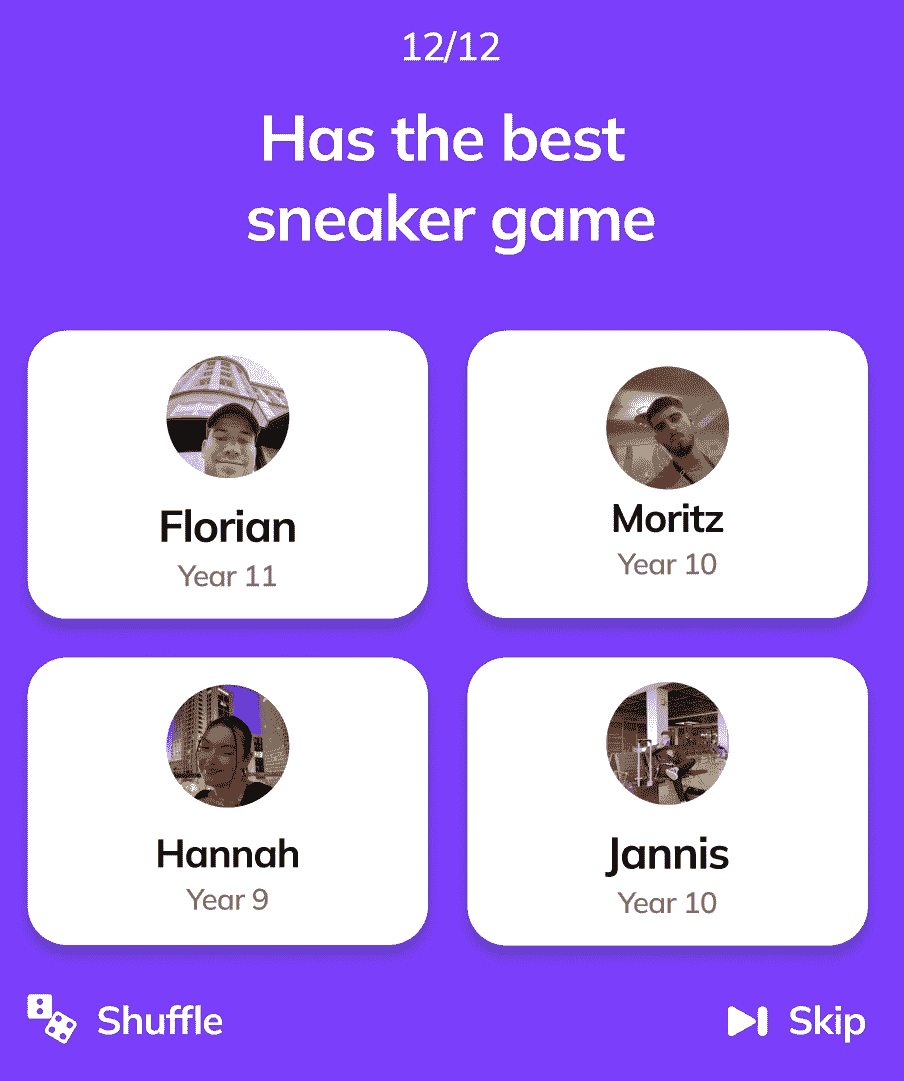 12/12
Has the best
sneaker game
Florian
Year 11
Moritz
Year 10
Hannah
Year 9
Jannis
Year 10
Shuffle
Skip